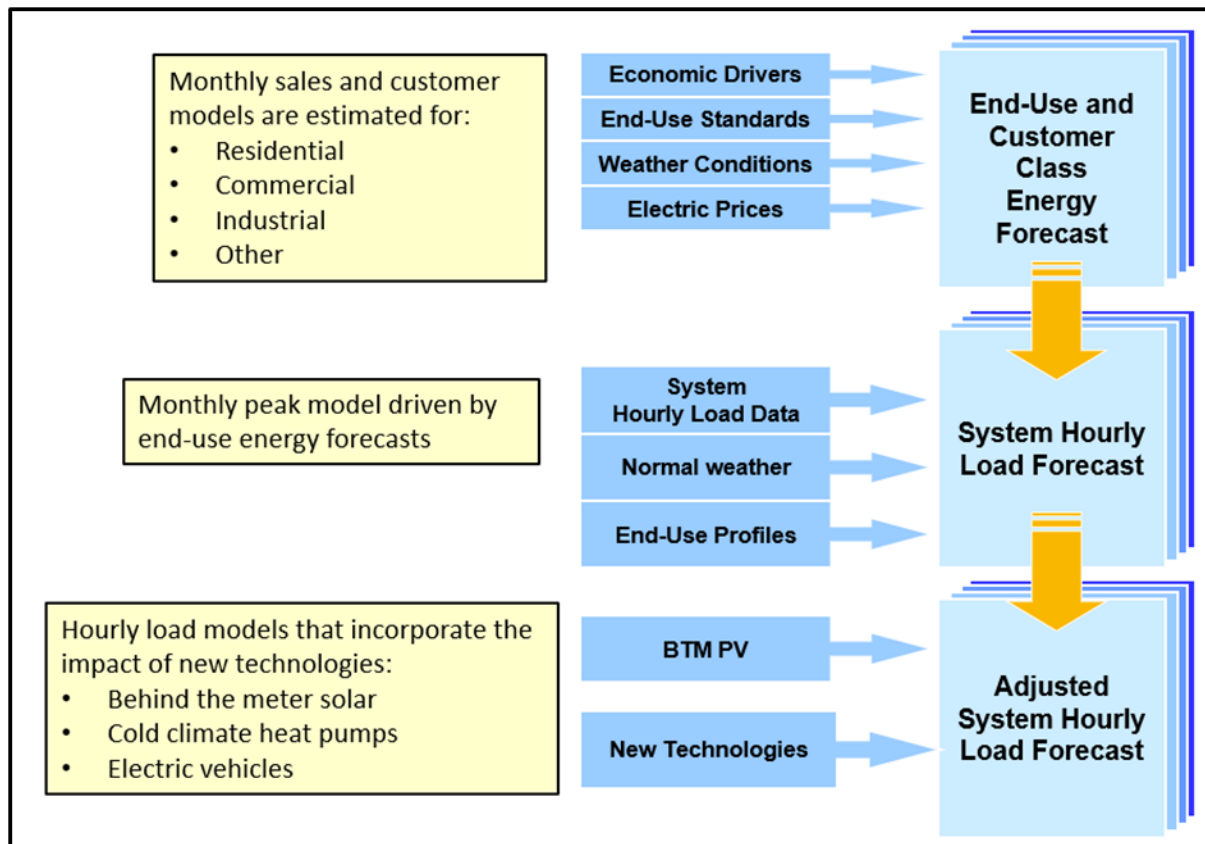 Monthly sales and customer
models are estimated for:
• Residential
• Commercial
• Industrial
• Other
Economic Drivers
End-Use Standards
Weather Conditions
Electric Prices
End-Use and
Customer
Class
Energy
Forecast
Monthly peak model driven by
end-use energy forecasts
System
Hourly Load Data
Normal weather
End-Use Profiles
System Hourly
Load Forecast
Hourly load models that incorporate the
impact of new technologies:
• Behind the meter solar
• Cold climate heat pumps
• Electric vehicles
BTM PV
New Technologies
Adjusted
System Hourly
Load Forecast